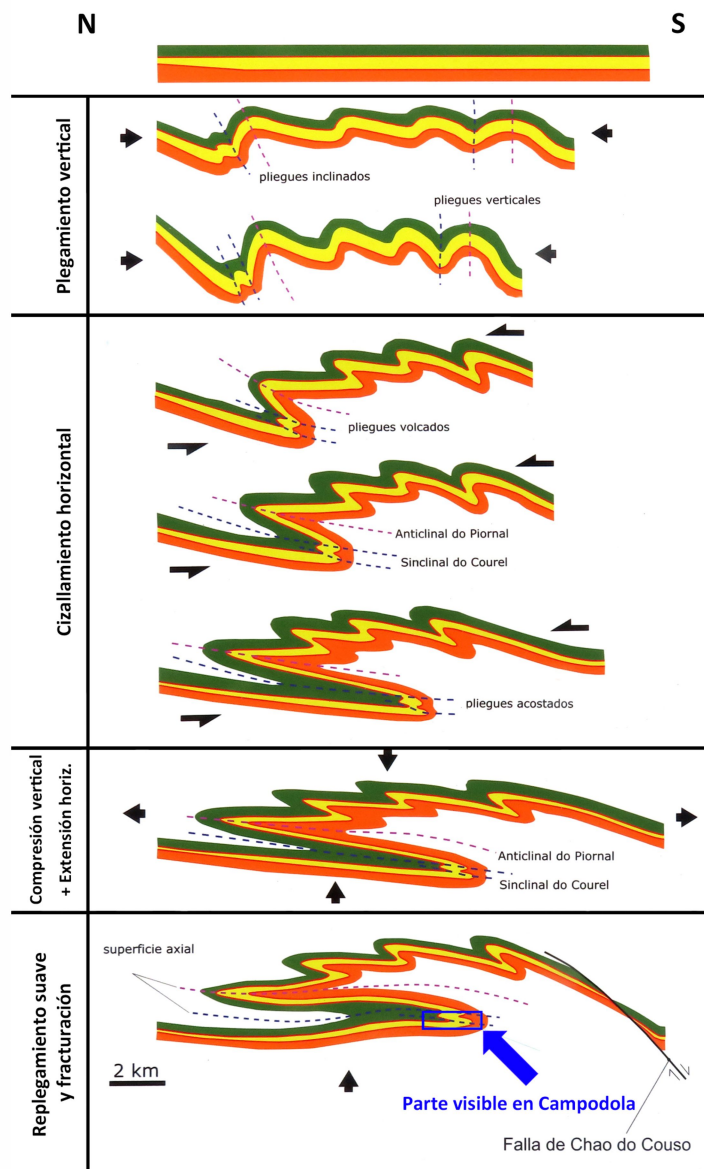 N
S
Plegamiento vertical
pliegues inclinados
pliegues verticales
Cizallamiento horizontal
pliegues volcados
Anticlinal do Piornal
Sinclinal do Courel
pliegues acostados
Compresión vertical
+ Extensión horiz.
Anticlinal do Piornal
Sinclinal do Courel
Replegamiento suave
y fracturación
superficie axial
2 km
Parte visible en Campodola
Falla de Chao do Couso